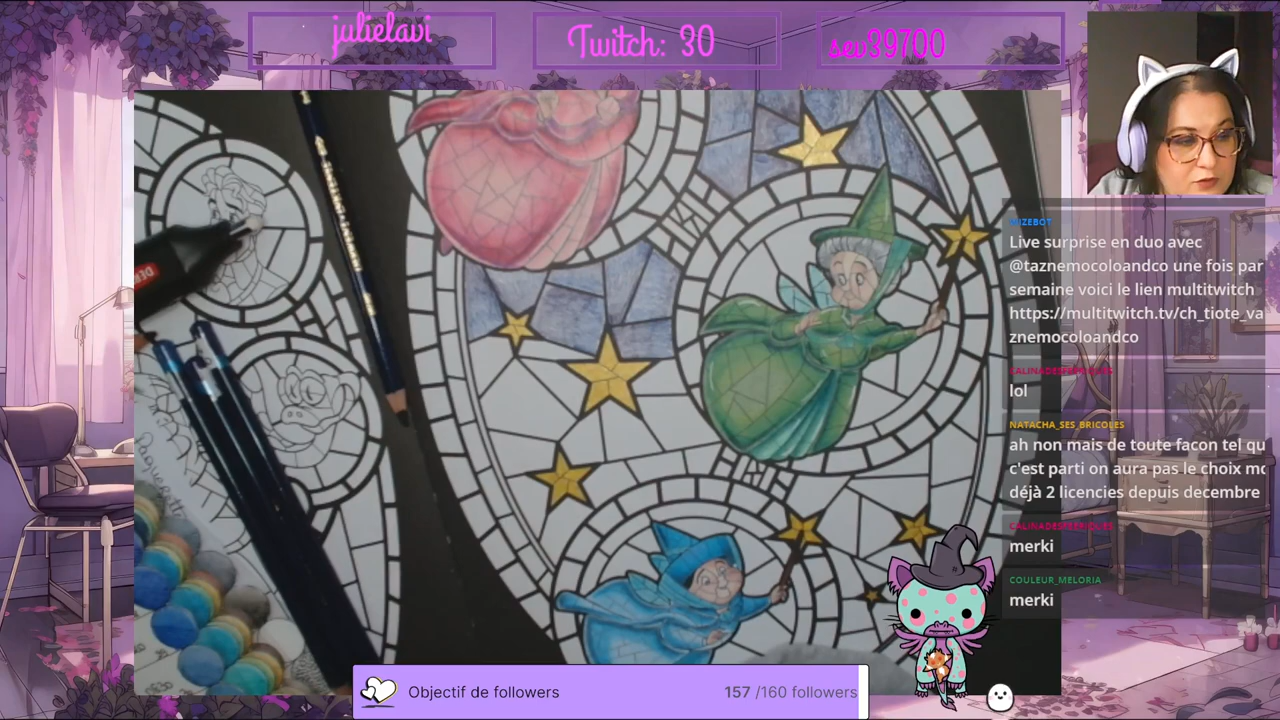 julielavi
Twitch: 30
sev39700
Live surprise en duo avec
@taznemocoloandco une fois par
semaine voici le lien multitwitch
https://multitwitch.tv/ch_tiote_va
znemocoloandco
lol
NATACHA_SES_BRICOLES
ah non mais de toute facon tel qu
c'est parti on aura pas le choix mo
déjà 2 licencies depuis decembre
merki
COULEUR_MELORIA
merki
Objectif de followers
157 /160 followers